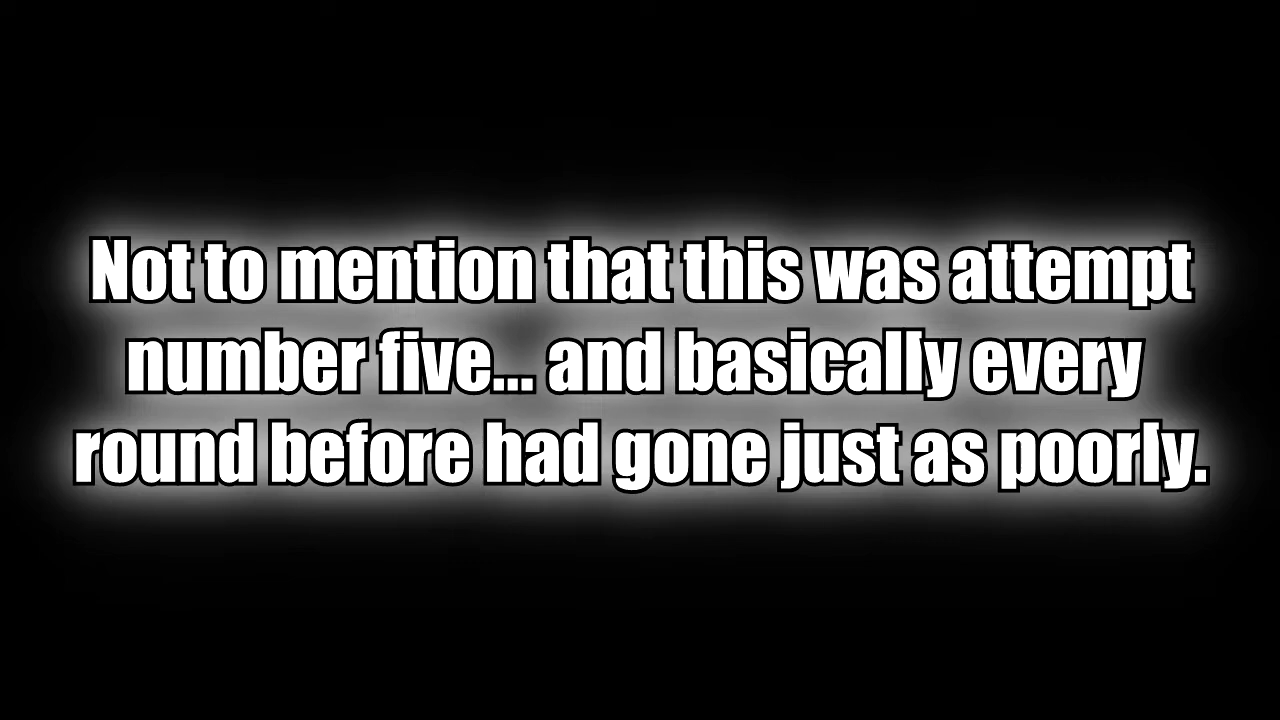 Not to mention that this was attempt
number five... and basically every
round before had gone just as poorly.